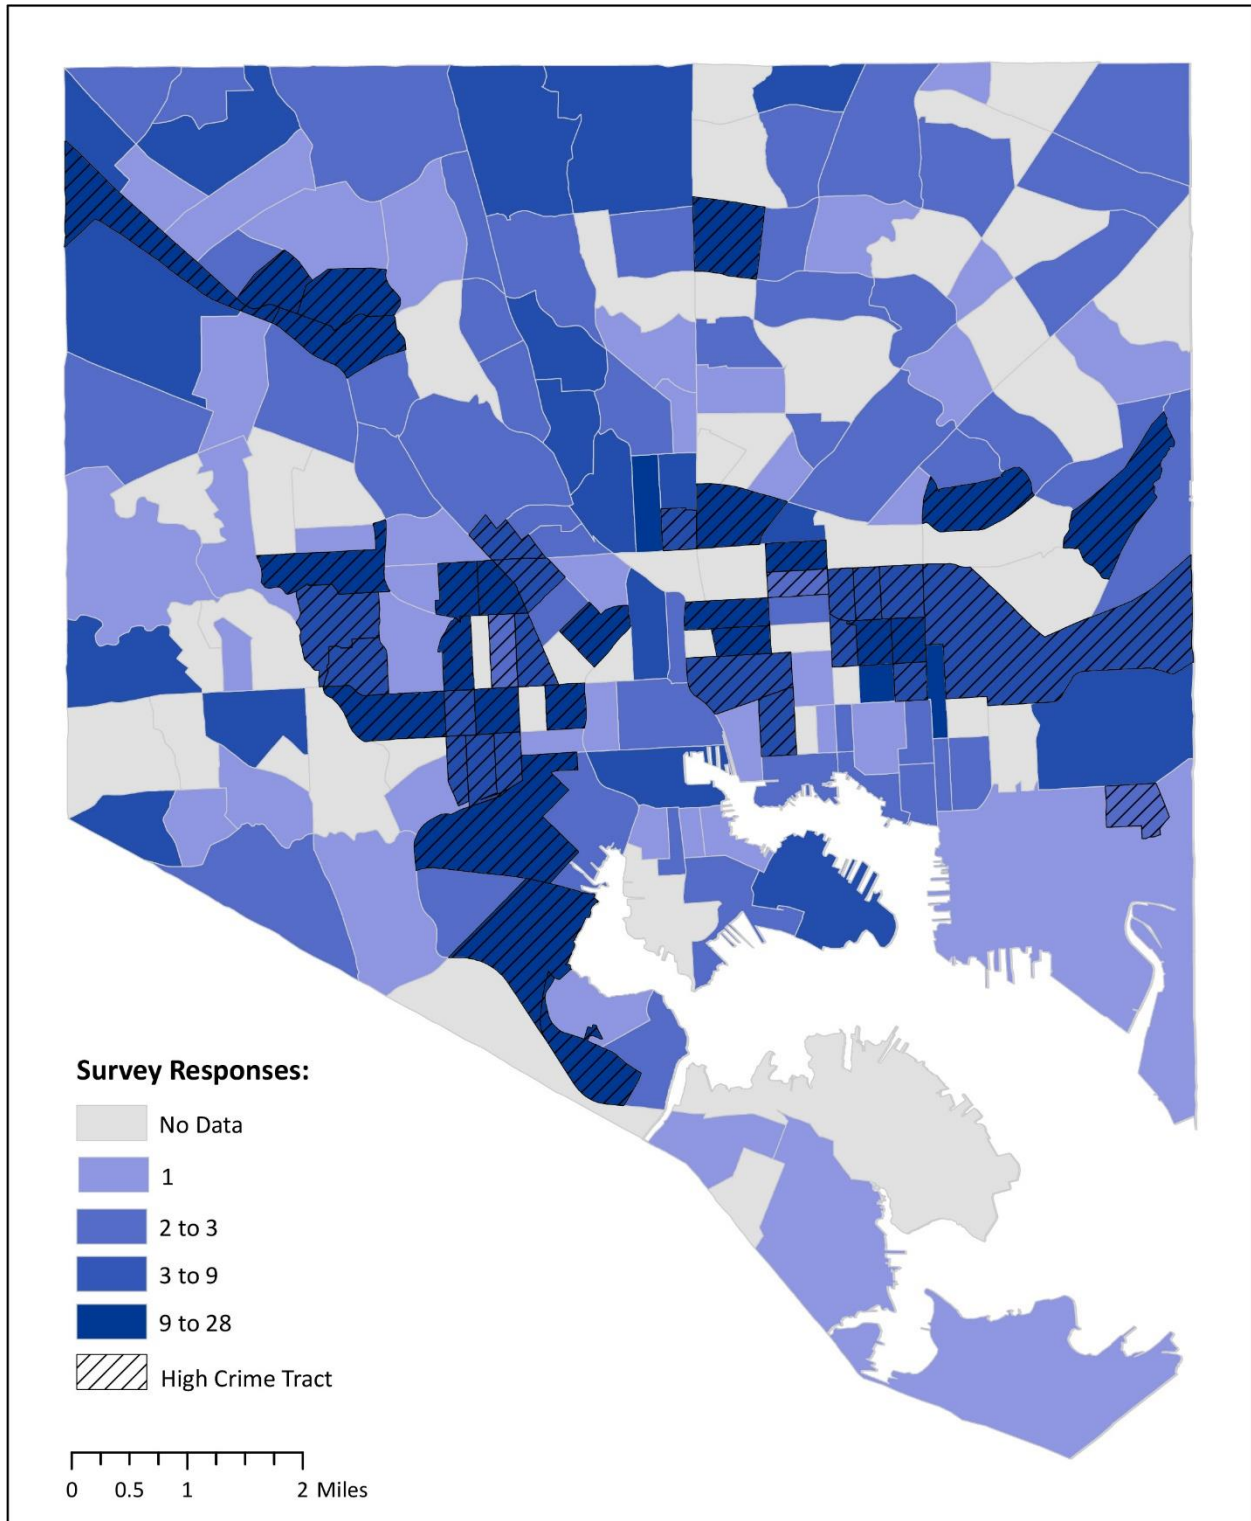 Survey Responses:
No Data
1
2 to 3
3 to 9
9 to 28
High Crime Tract
0 0.5 1 2 Miles